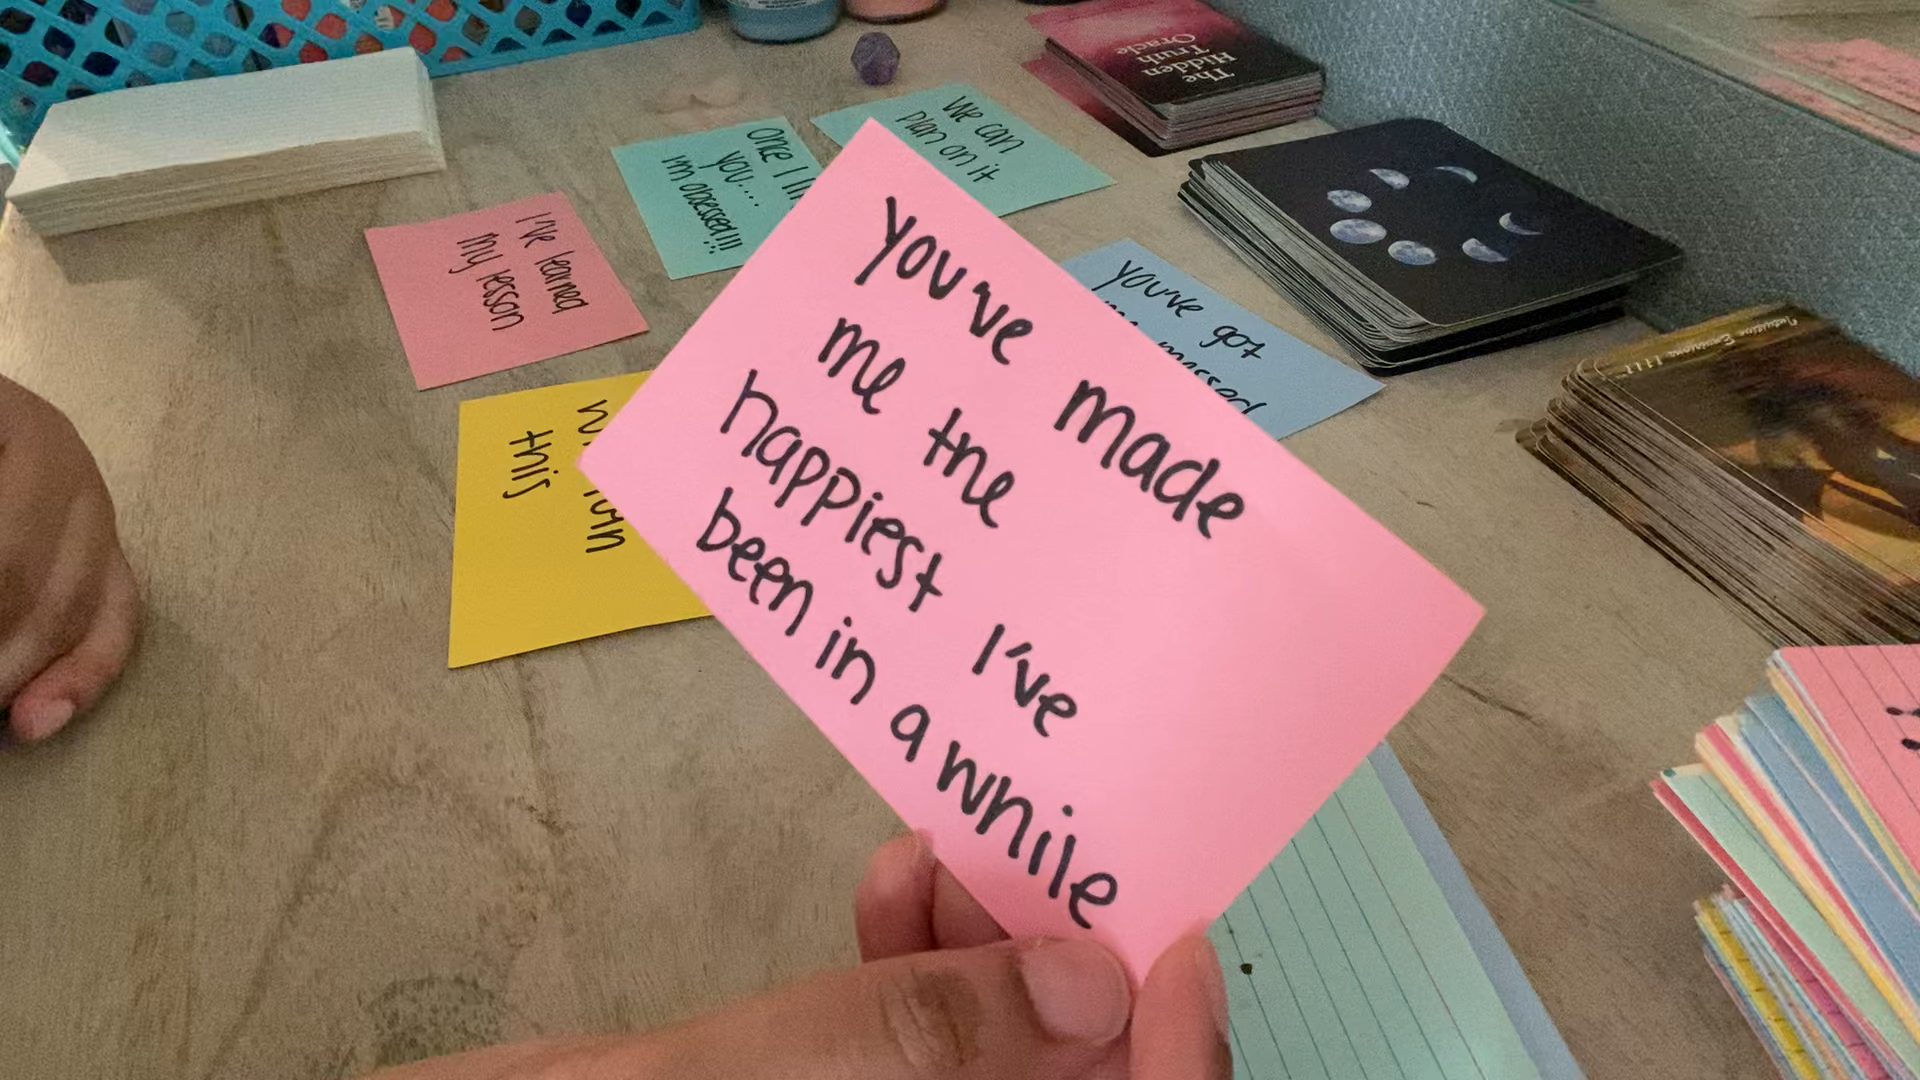 The
Hidden
Truth
Oracle
We can
plan on it
Once I
you....
I'm obsessed!!!
I've learned
my lesson
You've got
messed
this
You've made
me the
happiest I've
been in a while